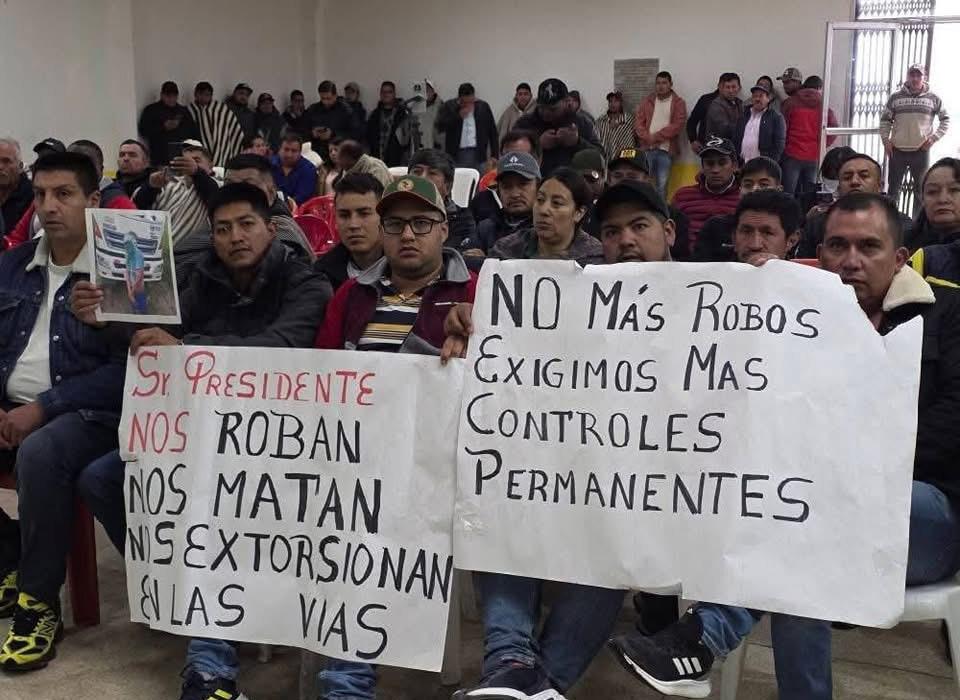 Sr. PRESIDENTE
NOS ROBAN
NOS MATAN
NOS EXTORSIONAN
EN LAS VIAS
NO MÁS ROBOS
EXIGIMOS MAS
CONTROLES
PERMANENTES